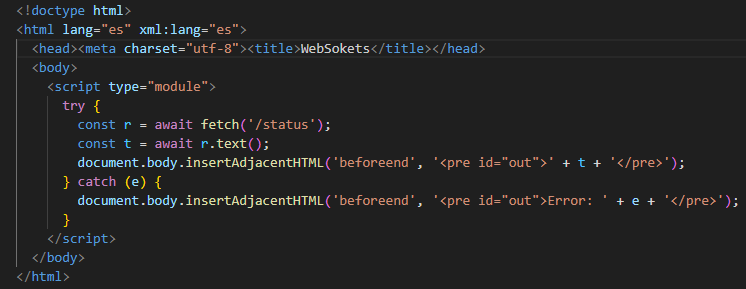 <!doctype html>
<html lang="es" xml:lang="es">
<head><meta charset="utf-8"><title>WebSokets</title></head>
<body>
<script type="module">
try {
const r = await fetch('/status');
const t = await r.text();
document.body.insertAdjacentHTML('beforeend', '<pre id="out">' + t + '</pre>');
} catch (e) {
document.body.insertAdjacentHTML('beforeend', '<pre id="out">Error: ' + e + '</pre>');
}
</script>
</body>
</html>